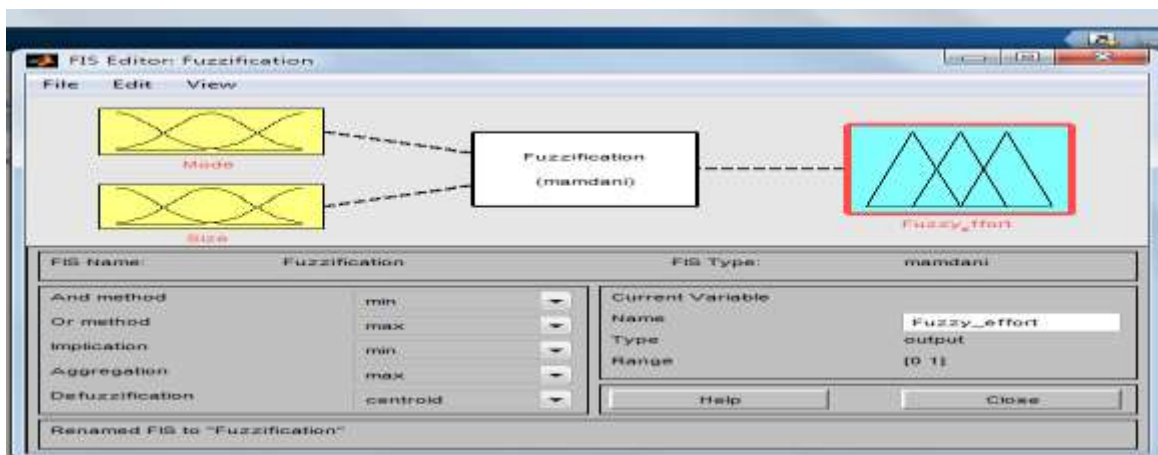 FIS Editor: Fuzzification
File Edit View
Mode
Fuzzification
(mamdani)
Size
Fuzzy_effort
FIS Name: Fuzzification FIS Type: mamdani
And method min
Or method max
Implication min
Aggregation max
Defuzzification centroid
Current Variable
Name Fuzzy_effort
Type output
Range [0 1]
Help Close
Renamed FIS to "Fuzzification"